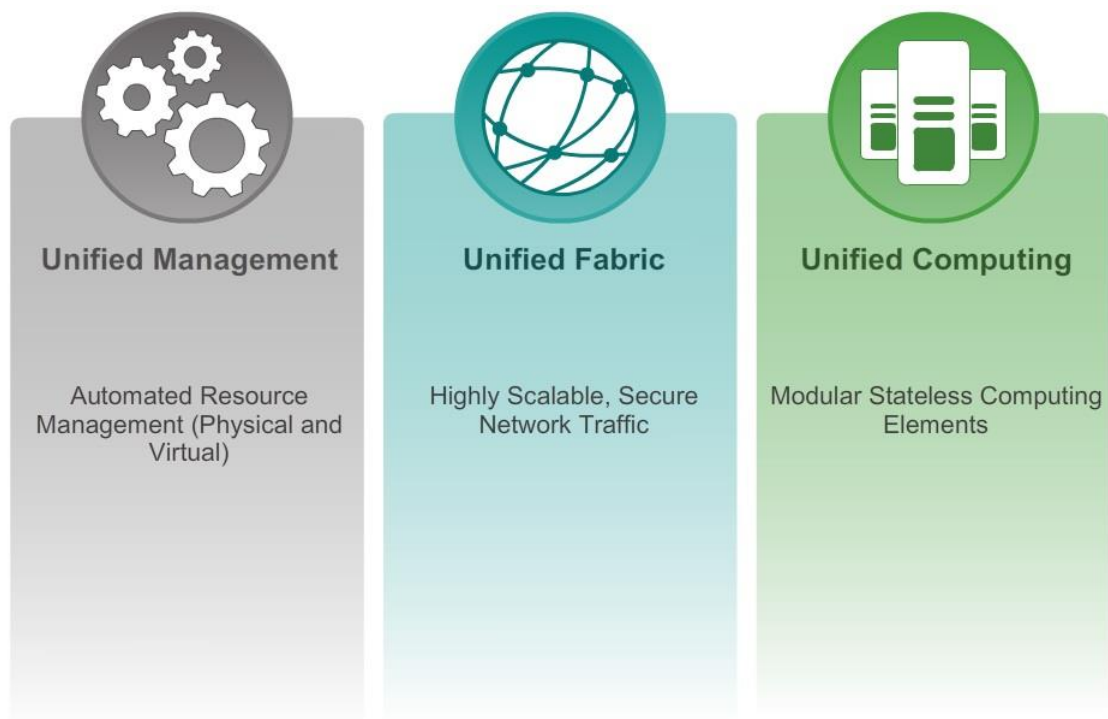 Unified Management
Automated Resource
Management (Physical and
Virtual)
Unified Fabric
Highly Scalable, Secure
Network Traffic
Unified Computing
Modular Stateless Computing
Elements